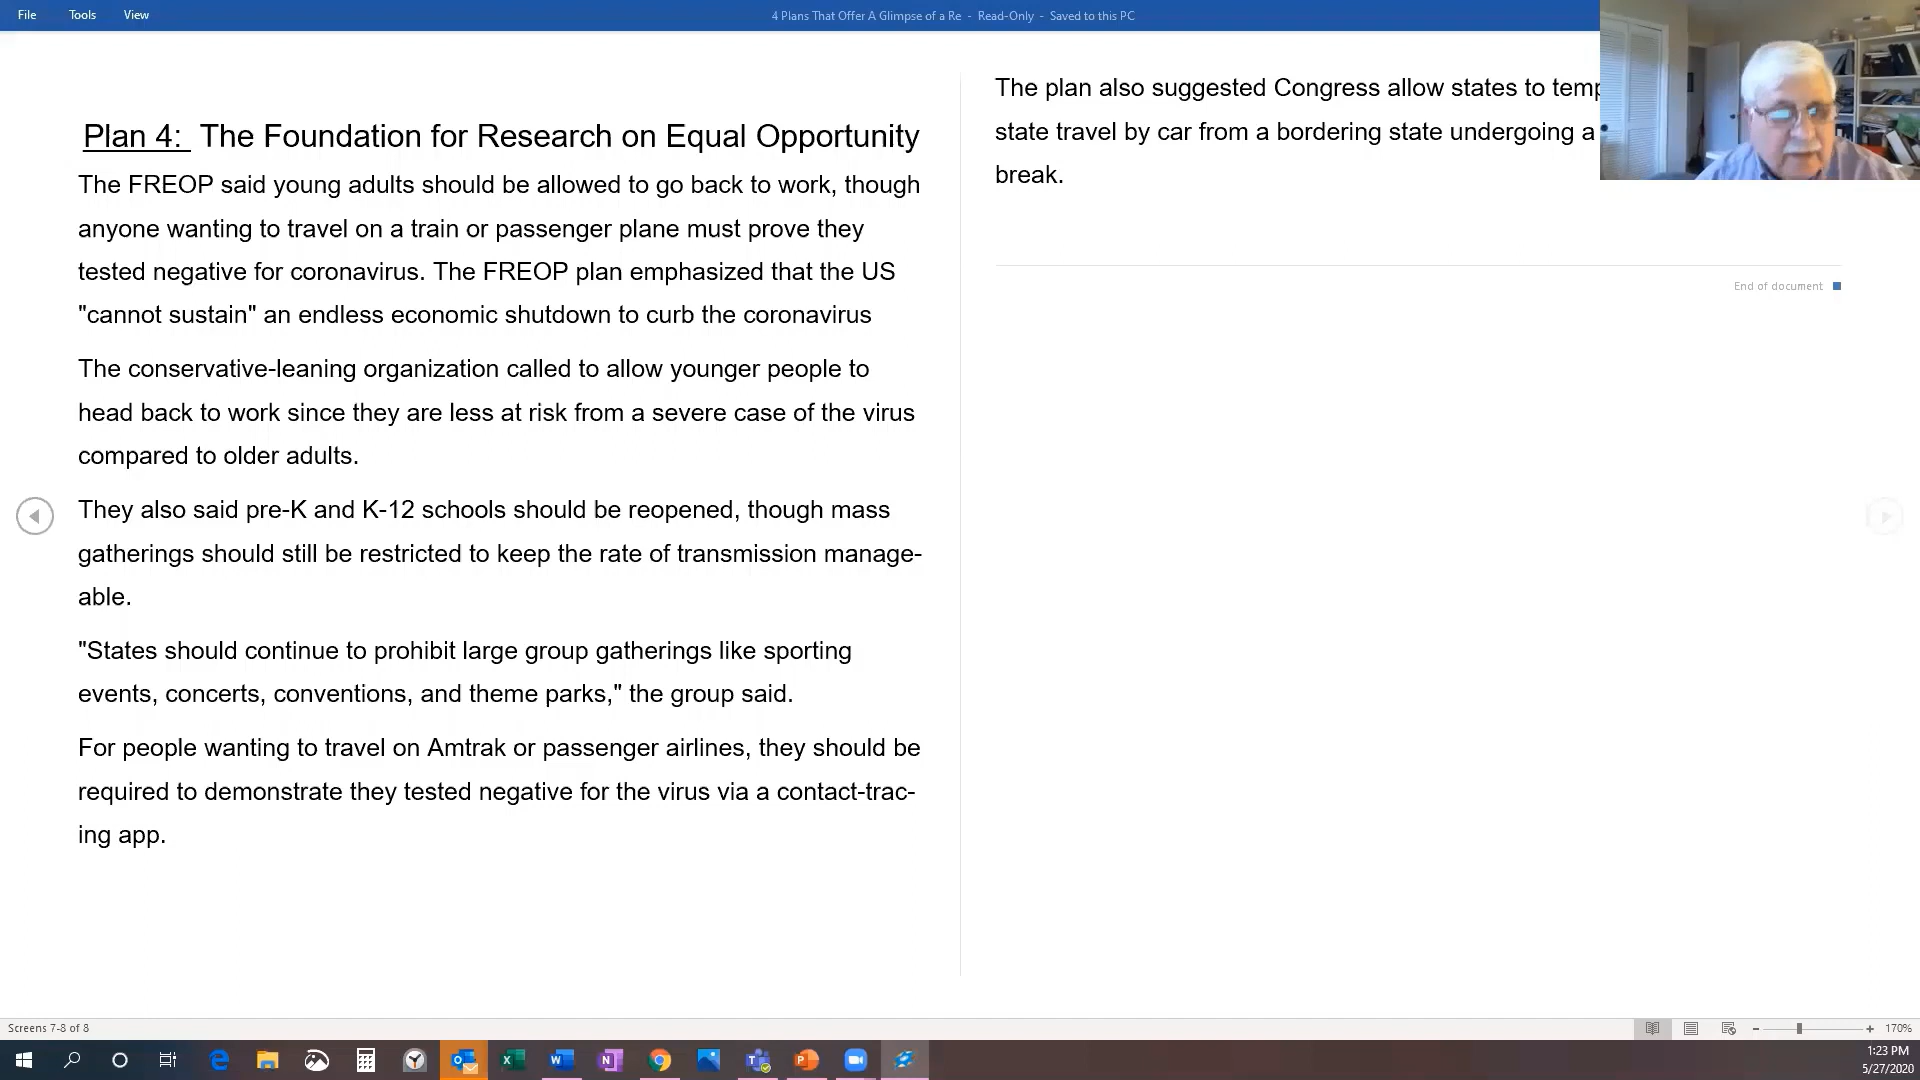 File Tools View
4 Plans That Offer A Glimpse of a Re - Read-Only - Saved to this PC
Plan 4: The Foundation for Research on Equal Opportunity
The FREOP said young adults should be allowed to go back to work, though
anyone wanting to travel on a train or passenger plane must prove they
tested negative for coronavirus. The FREOP plan emphasized that the US
"cannot sustain" an endless economic shutdown to curb the coronavirus
The conservative-leaning organization called to allow younger people to
head back to work since they are less at risk from a severe case of the virus
compared to older adults.
They also said pre-K and K-12 schools should be reopened, though mass
gatherings should still be restricted to keep the rate of transmission manage-
able.
"States should continue to prohibit large group gatherings like sporting
events, concerts, conventions, and theme parks," the group said.
For people wanting to travel on Amtrak or passenger airlines, they should be
required to demonstrate they tested negative for the virus via a contact-trac-
ing app.
The plan also suggested Congress allow states to temp
state travel by car from a bordering state undergoing a
break.
End of document
Screens 7-8 of 8
170%
1:23 PM
5/27/2020